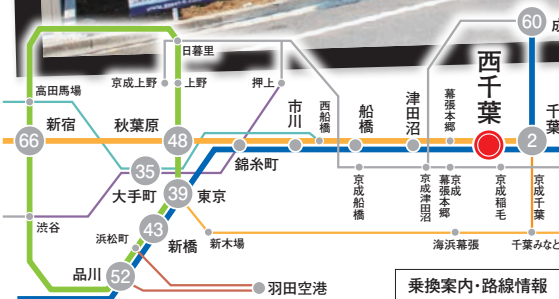 60
成
日暮里
京成上野
上野
押上
高田馬場
西千葉
市川
西船橋
船橋
津田沼
幕張本郷
千葉
66
新宿
秋葉原
48
2
錦糸町
35
大手町
39
東京
京成船橋
京成津田沼
京成
幕張本郷
京成稲毛
京成千葉
渋谷
43
新橋
浜松町
新木場
海浜幕張
千葉みなと
品川
52
羽田空港
乗換案内・路線情報